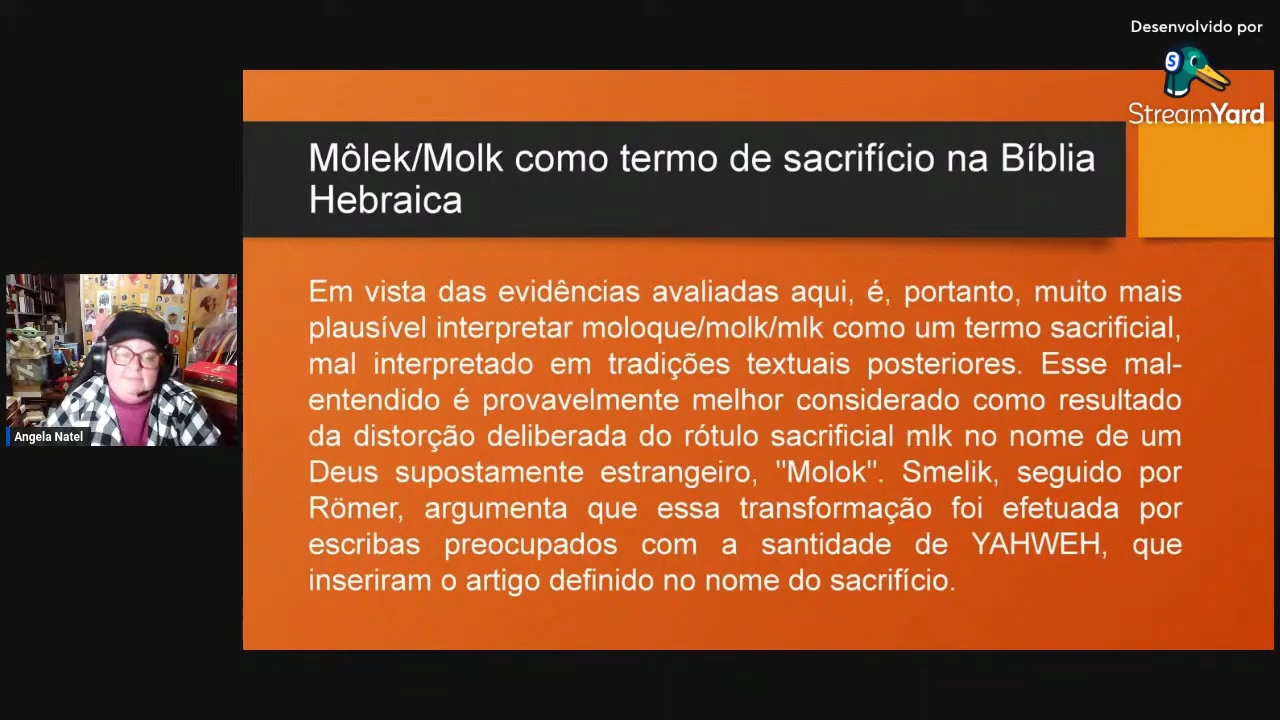 Desenvolvido por
StreamYard
Môlek/Molk como termo de sacrifício na Bíblia
Hebraica
Em vista das evidências avaliadas aqui, é, portanto, muito mais
plausível interpretar moloque/molk/mlk como um termo sacrificial,
mal interpretado em tradições textuais posteriores. Esse mal-
entendido é provavelmente melhor considerado como resultado
da distorção deliberada do rótulo sacrificial mlk no nome de um
Deus supostamente estrangeiro, "Molok". Smelik, seguido por
Römer, argumenta que essa transformação foi efetuada por
escribas preocupados com a santidade de YAHWEH, que
inseriram o artigo definido no nome do sacrifício.
Angela Natel